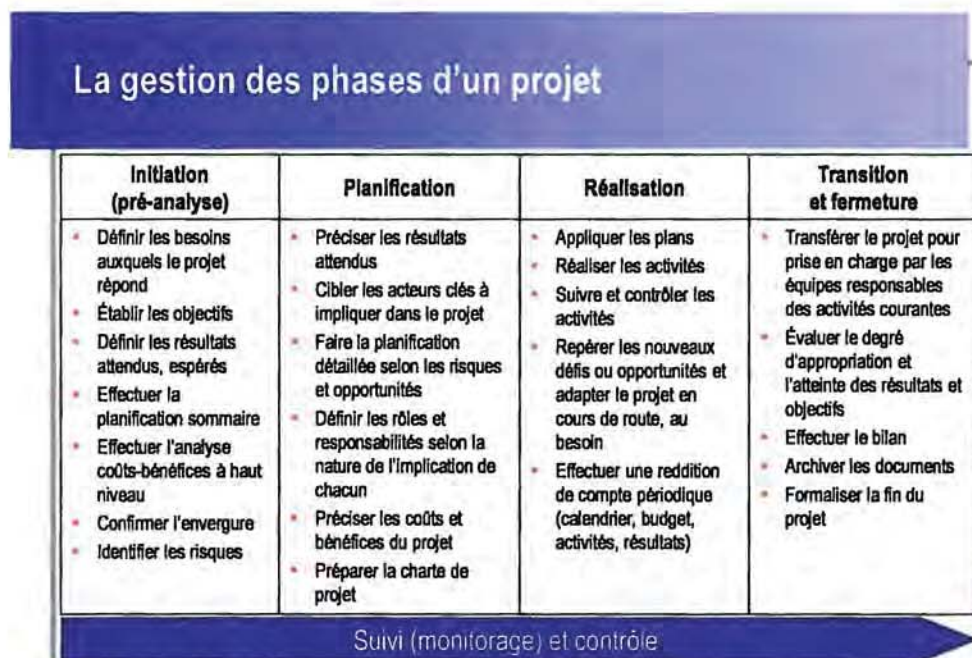 La gestion des phases d'un projet
Initiation
(pré-analyse)
• Définir les besoins
auxquels le projet
répond
• Établir les objectifs
• Définir les résultats
attendus, espérés
• Effectuer la
planification sommaire
• Effectuer l'analyse
coûts-bénéfices à haut
niveau
• Confirmer l'envergure
• Identifier les risques
Planification
• Préciser les résultats
attendus
• Cibler les acteurs clés à
impliquer dans le projet
• Faire la planification
détaillée selon les risques
et opportunités
• Définir les rôles et
responsabilités selon la
nature de l'implication de
chacun
• Préciser les coûts et
bénéfices du projet
• Préparer la charte de
projet
Réalisation
• Appliquer les plans
• Réaliser les activités
• Suivre et contrôler les
activités
• Repérer les nouveaux
défis ou opportunités et
adapter le projet en
cours de route, au
besoin
• Effectuer une reddition
de compte périodique
(calendrier, budget,
activités, résultats)
Transition
et fermeture
• Transférer le projet pour
prise en charge par les
équipes responsables
des activités courantes
• Évaluer le degré
d'appropriation et
l'atteinte des résultats et
objectifs
• Effectuer le bilan
• Archiver les documents
• Formaliser la fin du
projet
Suivi (monitorage) et contrôle